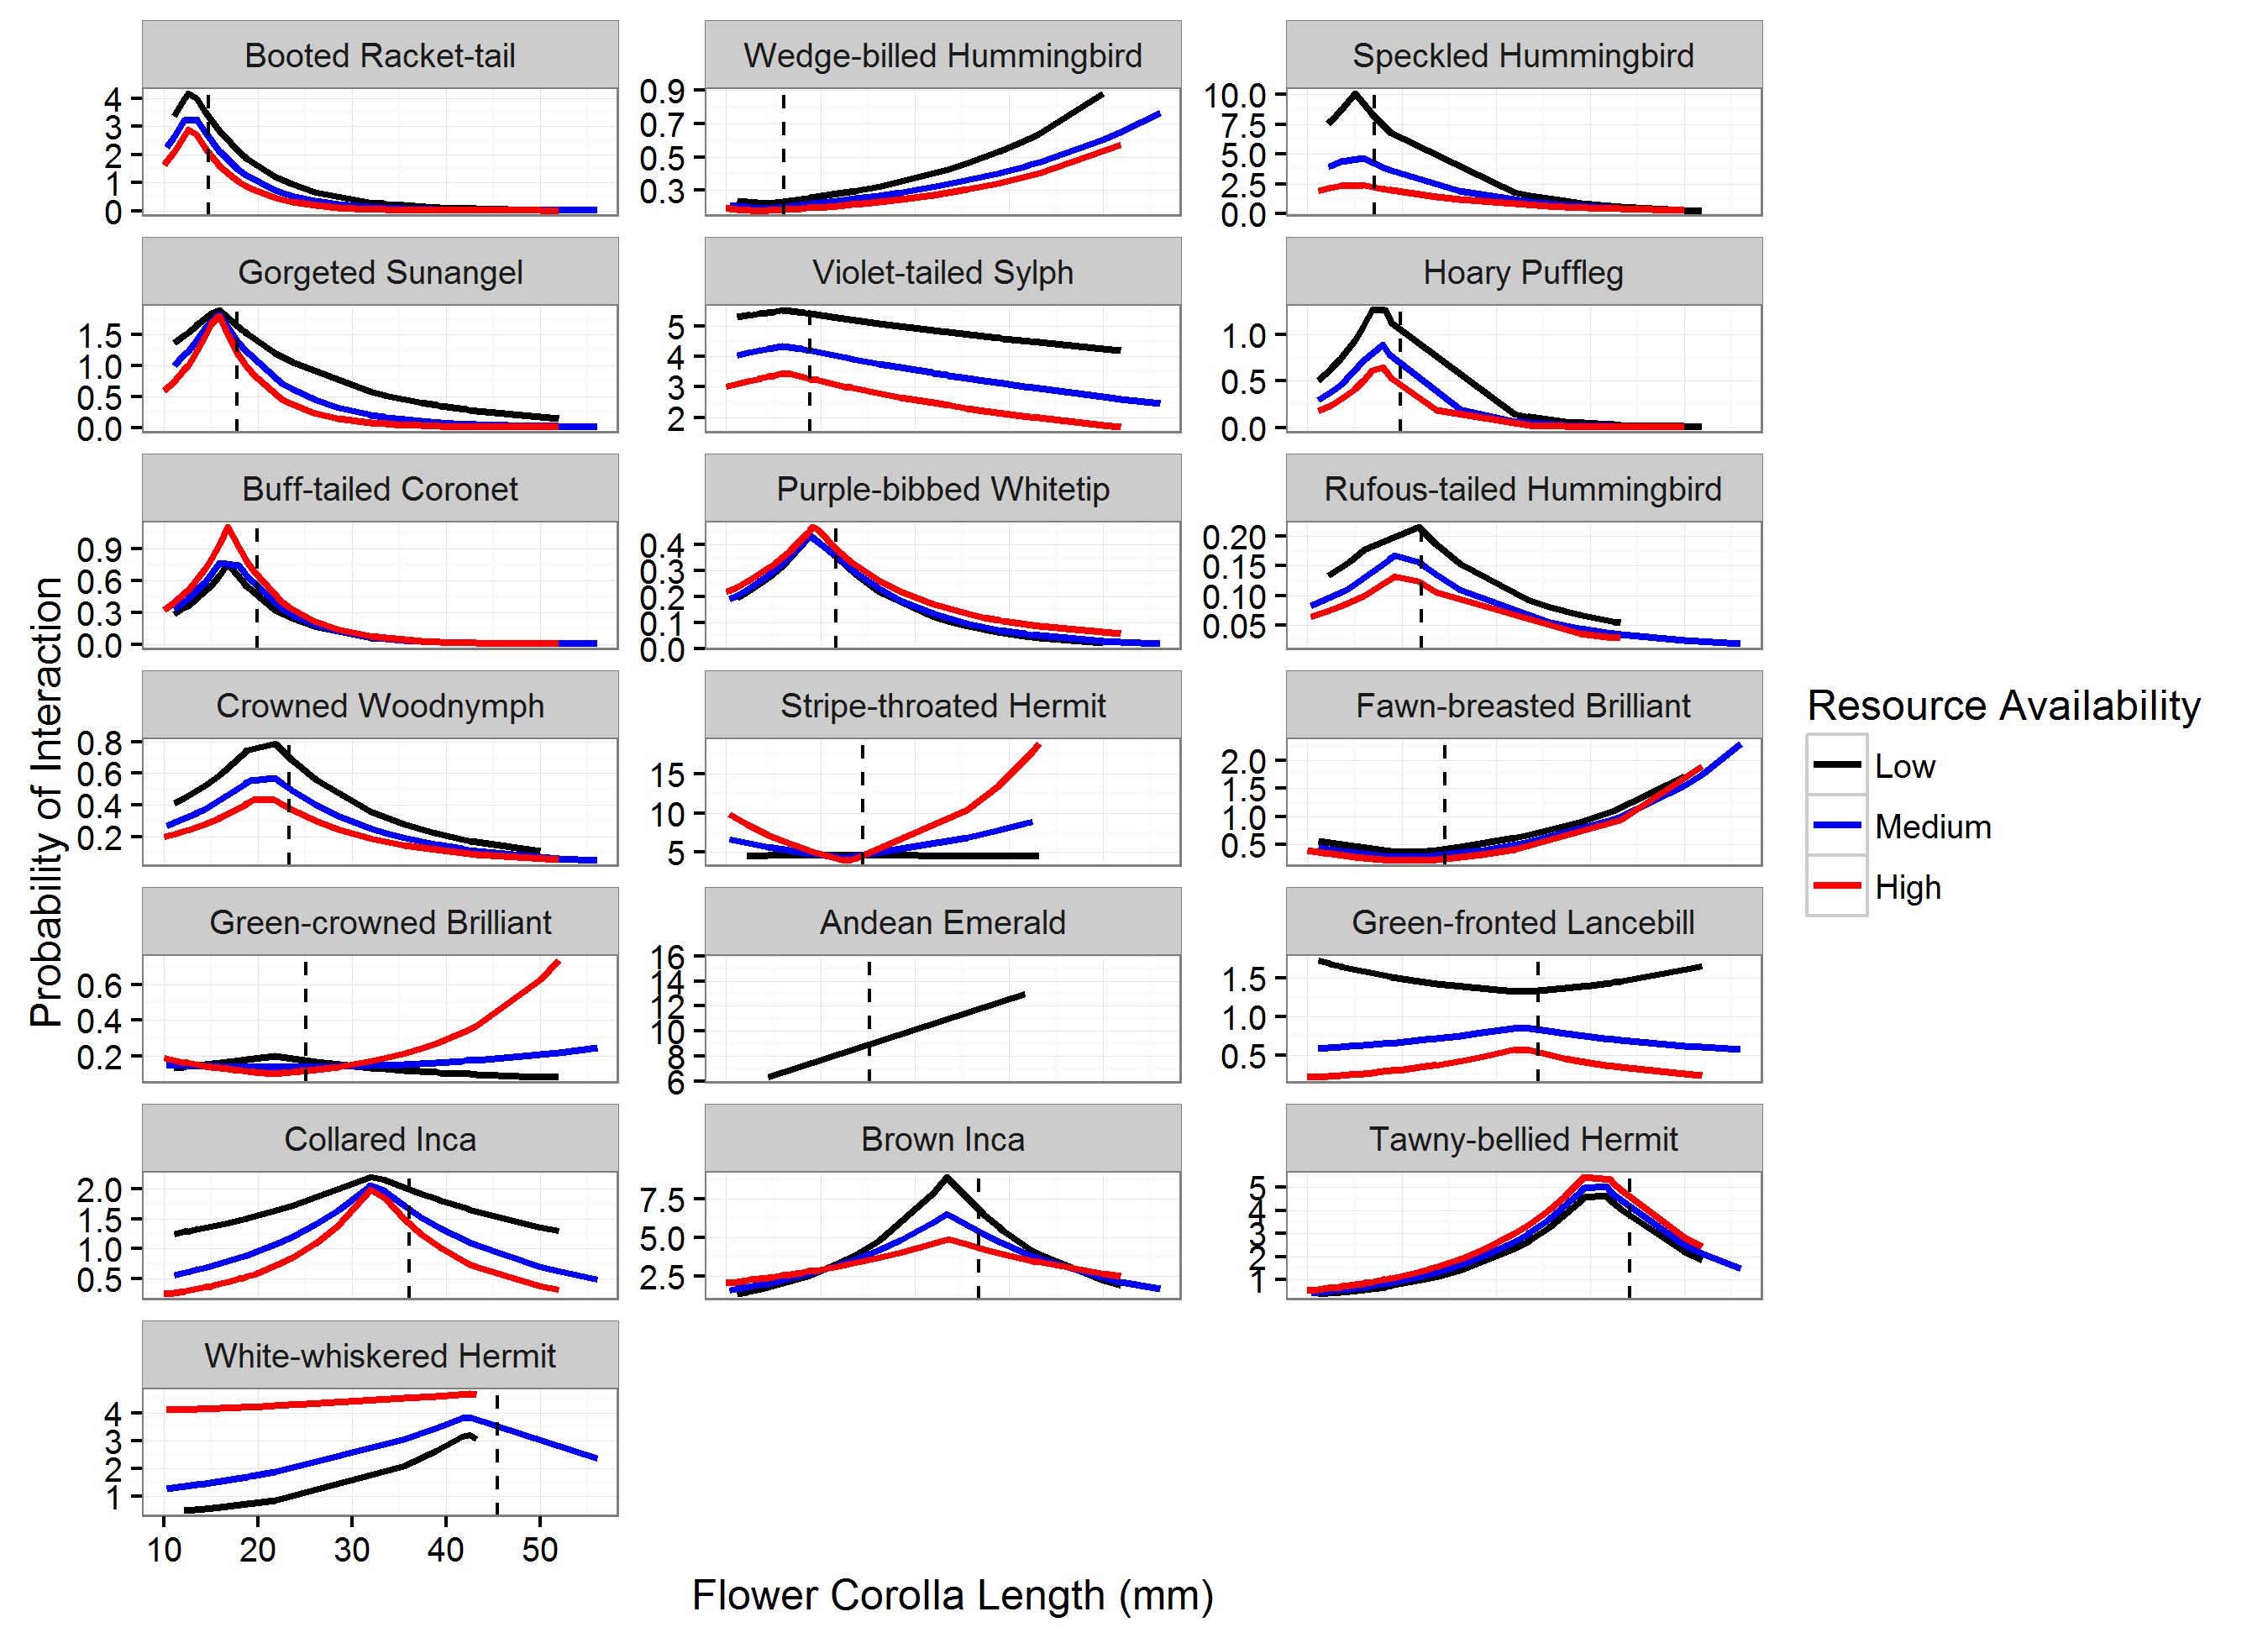 Booted Racket-tail
Wedge-billed Hummingbird
Speckled Hummingbird
4
3
2
1
0
0.9
0.7
0.5
0.3
10.0
7.5
5.0
2.5
0.0
Gorgeted Sunangel
Violet-tailed Sylph
Hoary Puffleg
1.5
1.0
0.5
0.0
5
4
3
2
1.0
0.5
0.0
Buff-tailed Coronet
Purple-bibbed Whitetip
Rufous-tailed Hummingbird
0.9
0.6
0.3
0.0
0.4
0.3
0.2
0.1
0.0
0.20
0.15
0.10
0.05
Crowned Woodnymph
Stripe-throated Hermit
Fawn-breasted Brilliant
0.8
0.6
0.4
0.2
15
10
5
2.0
1.5
1.0
0.5
Green-crowned Brilliant
Andean Emerald
Green-fronted Lancebill
0.6
0.4
0.2
16
14
12
10
8
6
1.5
1.0
0.5
Collared Inca
Brown Inca
Tawny-bellied Hermit
2.0
1.5
1.0
0.5
7.5
5.0
2.5
5
4
3
2
1
White-whiskered Hermit
4
3
2
1
10 20 30 40 50
Flower Corolla Length (mm)
Probability of Interaction
Resource Availability
Low
Medium
High